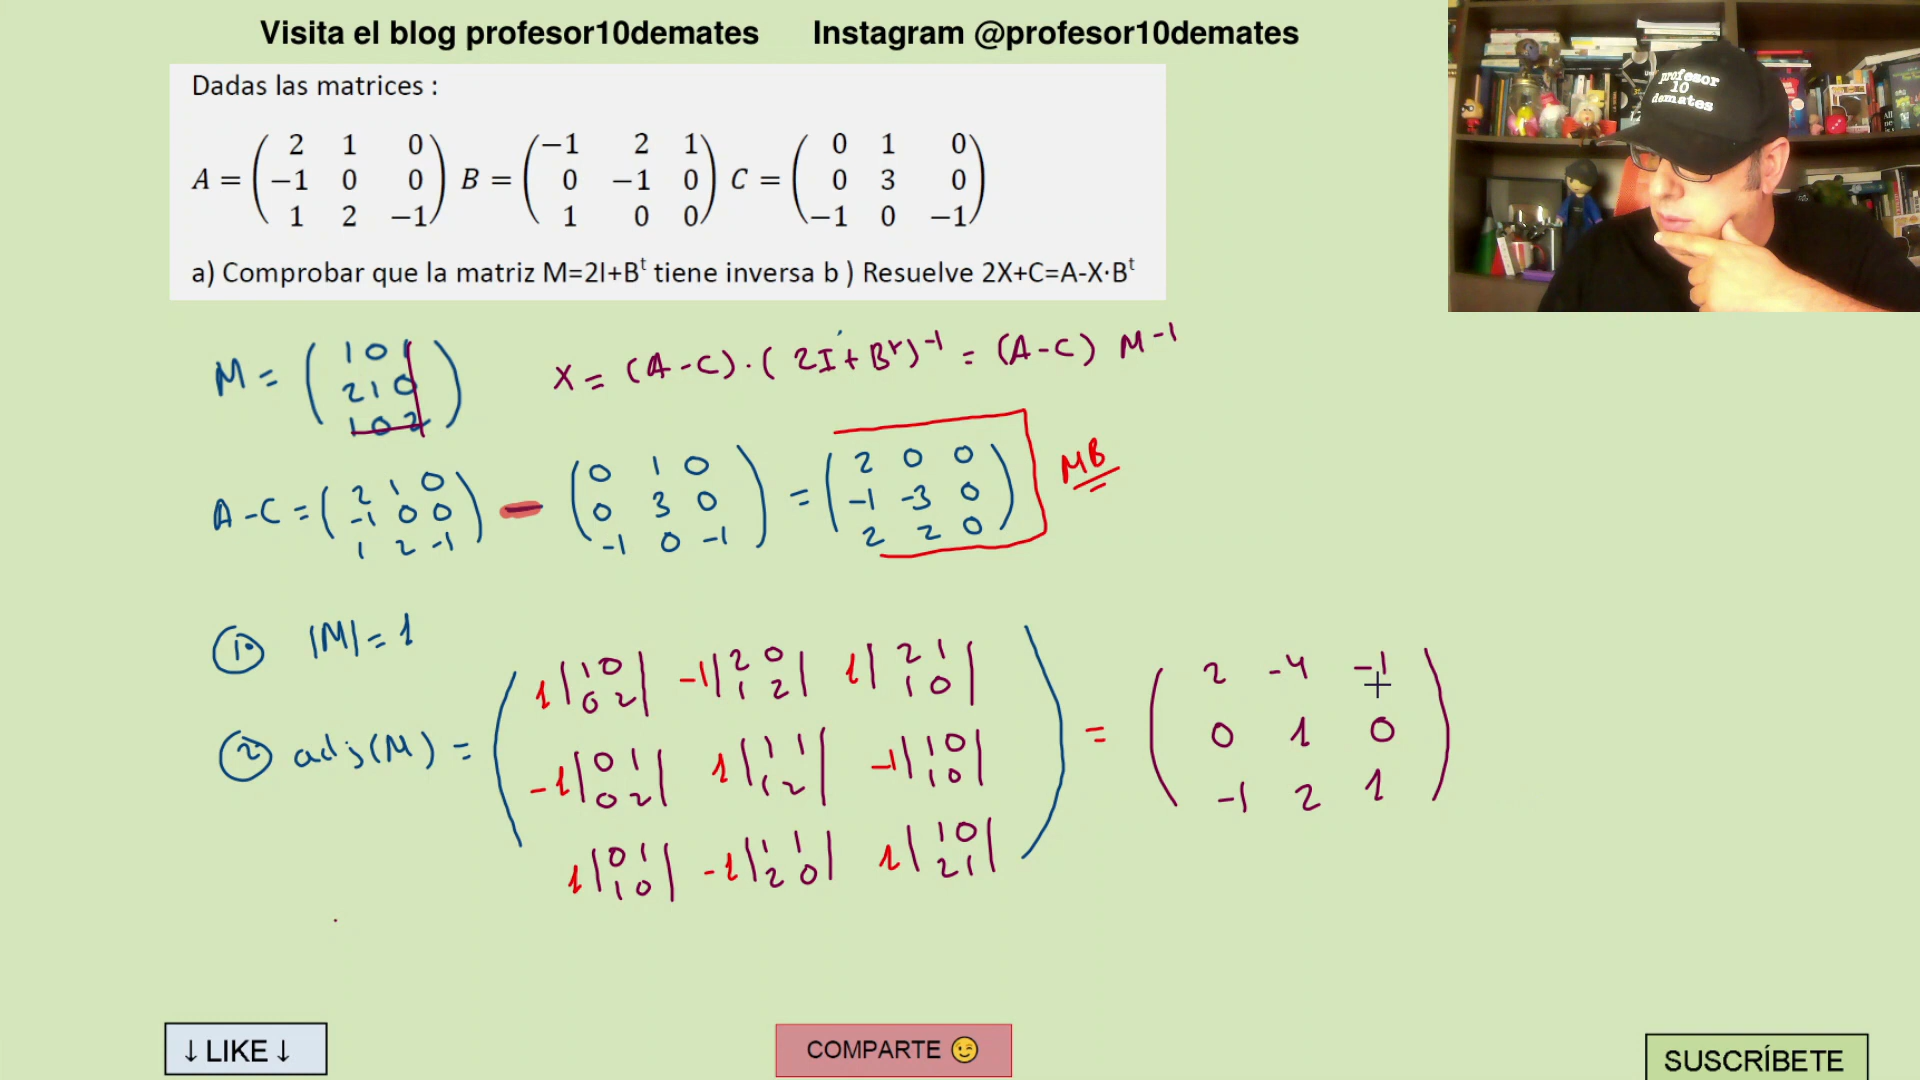 Visita el blog profesor10demates Instagram @profesor10demates
profesor
10
demates
Dadas las matrices :
A = ( 2 1 0 ) B = ( −1 2 1 ) C = ( 0 1 0 )
−1 0 0 0 −1 0 0 3 0
1 2 −1 1 0 0 −1 0 −1
a) Comprobar que la matriz M=2I+Bᵗ tiene inversa b ) Resuelve 2X+C=A-X·Bᵗ
M = ( 1 0 1 ) X = (A-C)·(2I+Bᵗ)⁻¹ = (A-C) M⁻¹
2 1 0
1 0 2
A-C = ( 2 1 0 ) − ( 0 1 0 ) = ( 2 0 0 ) MB
-1 0 0 0 3 0 -1 -3 0
1 2 -1 -1 0 -1 2 2 0
1º |M| = 1
1 |1 0| -1 |2 0| 1 |2 1| 2 -4 -1
0 2 1 2 1 0
2º adj(M) = -1 |0 1| 1 |1 1| -1 |1 0| = 0 1 0
0 2 1 2 1 0
1 |0 1| -1 |1 1| 1 |1 0| -1 2 1
1 0 2 0 2 1
↓ LIKE ↓
COMPARTE 😉
SUSCRÍBETE